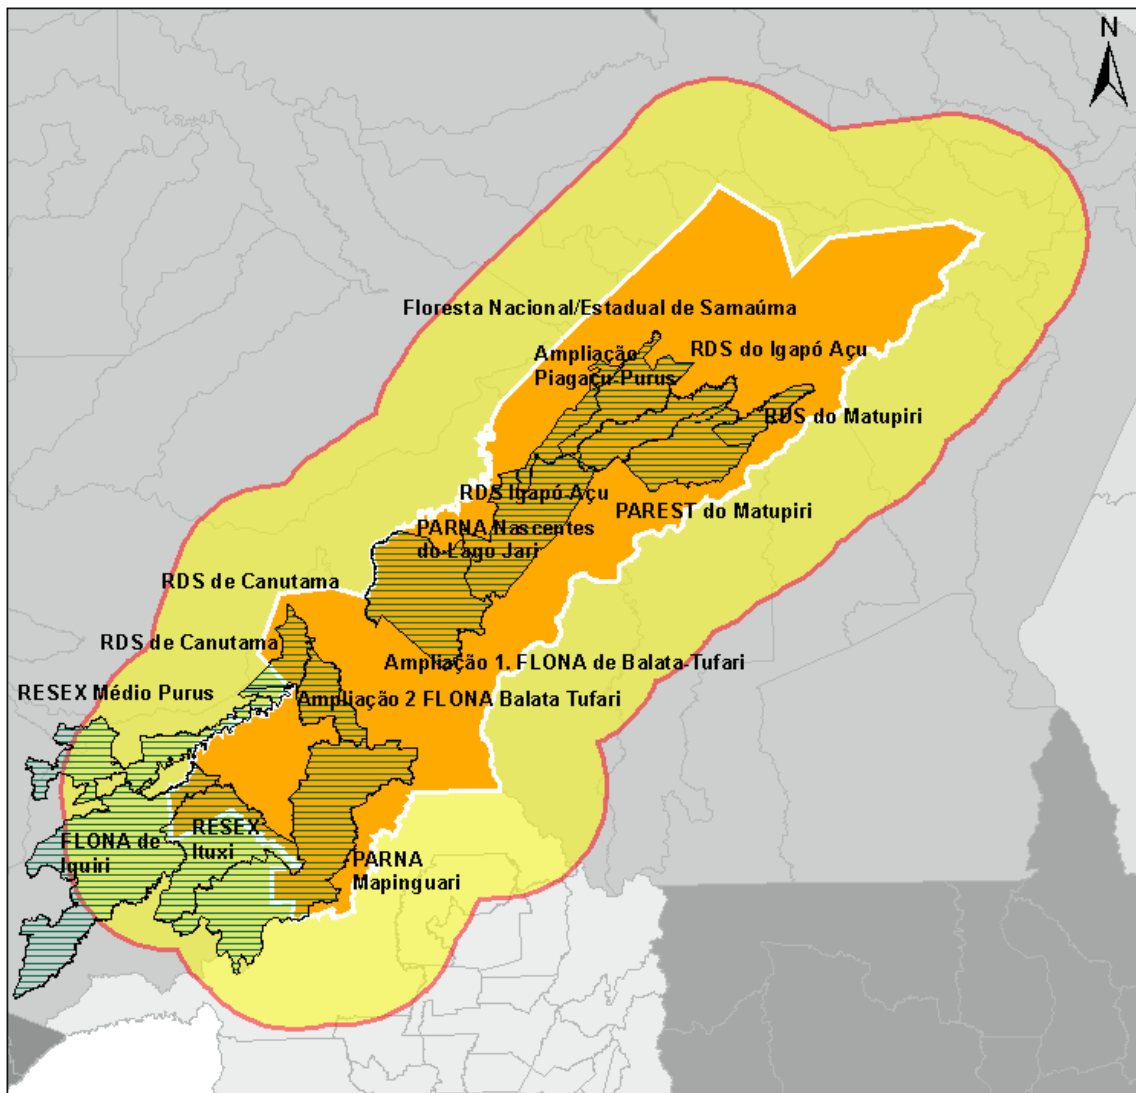 N
Floresta Nacional/Estadual de Samaúma
Ampliação
Piagaçu-Purus
RDS do Igapó Açu
RDS do Matupiri
RDS Igapó Açu
PAREST do Matupiri
PARNA Nascentes
do Lago Jari
RDS de Canutama
RDS de Canutama
Ampliação 1. FLONA de Balata-Tufari
RESEX Médio Purus
Ampliação 2 FLONA Balata Tufari
RESEX
Ituxi
FLONA de
Iquiri
PARNA
Mapinguari